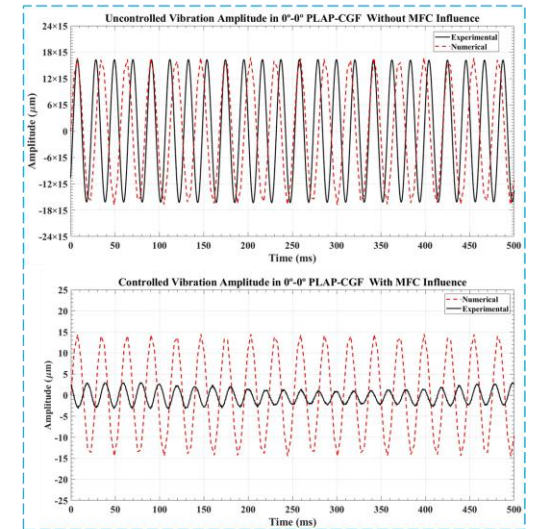 Uncontrolled Vibration Amplitude in 0º-0º PLAP-CGF Without MFC Influence
Experimental
Numerical
24×15
18×15
12×15
6×15
0
-6×15
-12×15
-18×15
-24×15
Amplitude (μm)
0 50 100 150 200 250 300 350 400 450 500
Time (ms)
Controlled Vibration Amplitude in 0º-0º PLAP-CGF With MFC Influence
Numerical
Experimental
25
20
15
10
5
0
-5
-10
-15
-20
-25
Amplitude (μm)
0 50 100 150 200 250 300 350 400 450 500
Time (ms)